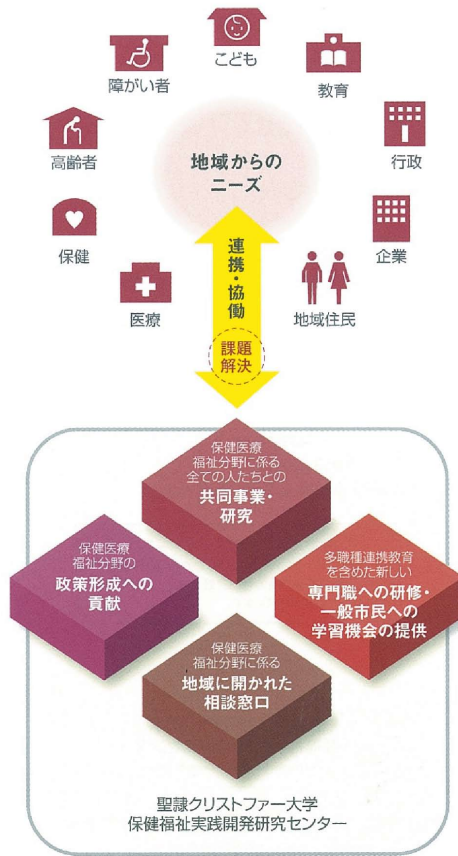 こども
障がい者
教育
高齢者
地域からの
ニーズ
行政
保健
連携・協働
企業
医療
地域住民
課題
解決
保健医療
福祉分野に係る
全ての人たちとの
共同事業・
研究
保健医療
福祉分野の
政策形成への
貢献
多職種連携教育
を含めた新しい
専門職への研修・
一般市民への
学習機会の提供
保健医療
福祉分野に係る
地域に開かれた
相談窓口
聖隷クリストファー大学
保健福祉実践開発研究センター